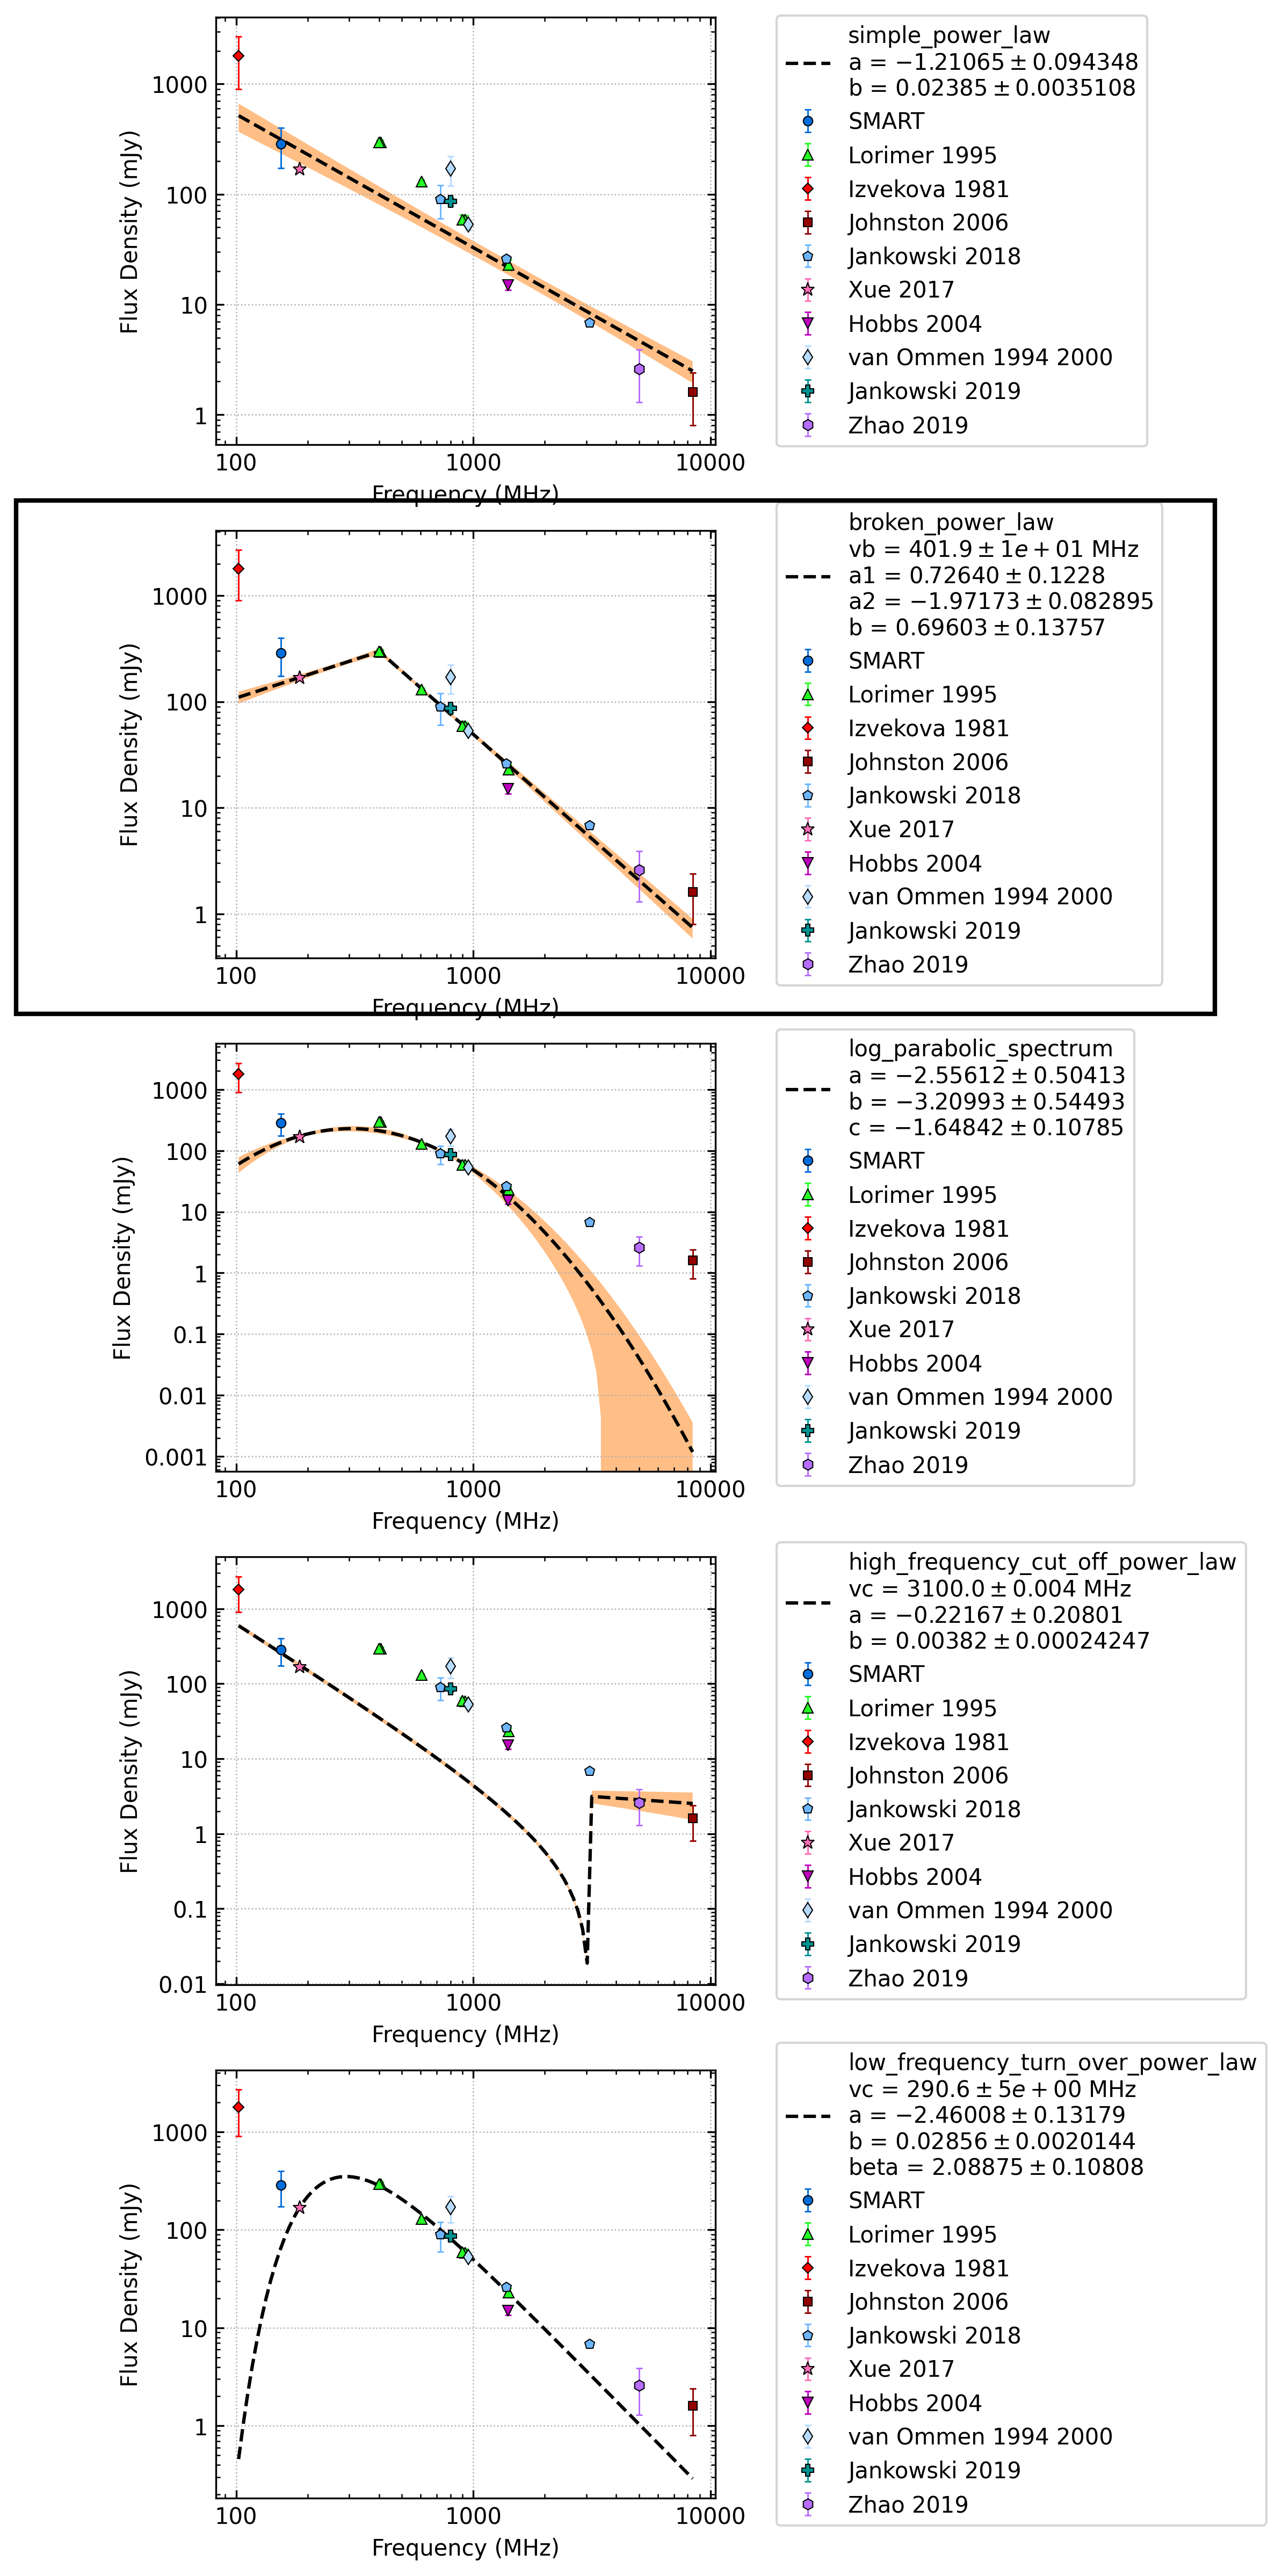 simple_power_law
a = −1.21065 ± 0.094348
b = 0.02385 ± 0.0035108
SMART
Lorimer 1995
Izvekova 1981
Johnston 2006
Jankowski 2018
Xue 2017
Hobbs 2004
van Ommen 1994 2000
Jankowski 2019
Zhao 2019
Flux Density (mJy)
1000
100
10
1
100 1000 10000
Frequency (MHz)
broken_power_law
vb = 401.9 ± 1e + 01 MHz
a1 = 0.72640 ± 0.1228
a2 = −1.97173 ± 0.082895
b = 0.69603 ± 0.13757
SMART
Lorimer 1995
Izvekova 1981
Johnston 2006
Jankowski 2018
Xue 2017
Hobbs 2004
van Ommen 1994 2000
Jankowski 2019
Zhao 2019
Flux Density (mJy)
1000
100
10
1
100 1000 10000
Frequency (MHz)
log_parabolic_spectrum
a = −2.55612 ± 0.50413
b = −3.20993 ± 0.54493
c = −1.64842 ± 0.10785
SMART
Lorimer 1995
Izvekova 1981
Johnston 2006
Jankowski 2018
Xue 2017
Hobbs 2004
van Ommen 1994 2000
Jankowski 2019
Zhao 2019
Flux Density (mJy)
1000
100
10
1
0.1
0.01
0.001
100 1000 10000
Frequency (MHz)
high_frequency_cut_off_power_law
vc = 3100.0 ± 0.004 MHz
a = −0.22167 ± 0.20801
b = 0.00382 ± 0.00024247
SMART
Lorimer 1995
Izvekova 1981
Johnston 2006
Jankowski 2018
Xue 2017
Hobbs 2004
van Ommen 1994 2000
Jankowski 2019
Zhao 2019
Flux Density (mJy)
1000
100
10
1
0.1
0.01
100 1000 10000
Frequency (MHz)
low_frequency_turn_over_power_law
vc = 290.6 ± 5e + 00 MHz
a = −2.46008 ± 0.13179
b = 0.02856 ± 0.0020144
beta = 2.08875 ± 0.10808
SMART
Lorimer 1995
Izvekova 1981
Johnston 2006
Jankowski 2018
Xue 2017
Hobbs 2004
van Ommen 1994 2000
Jankowski 2019
Zhao 2019
Flux Density (mJy)
1000
100
10
1
100 1000 10000
Frequency (MHz)